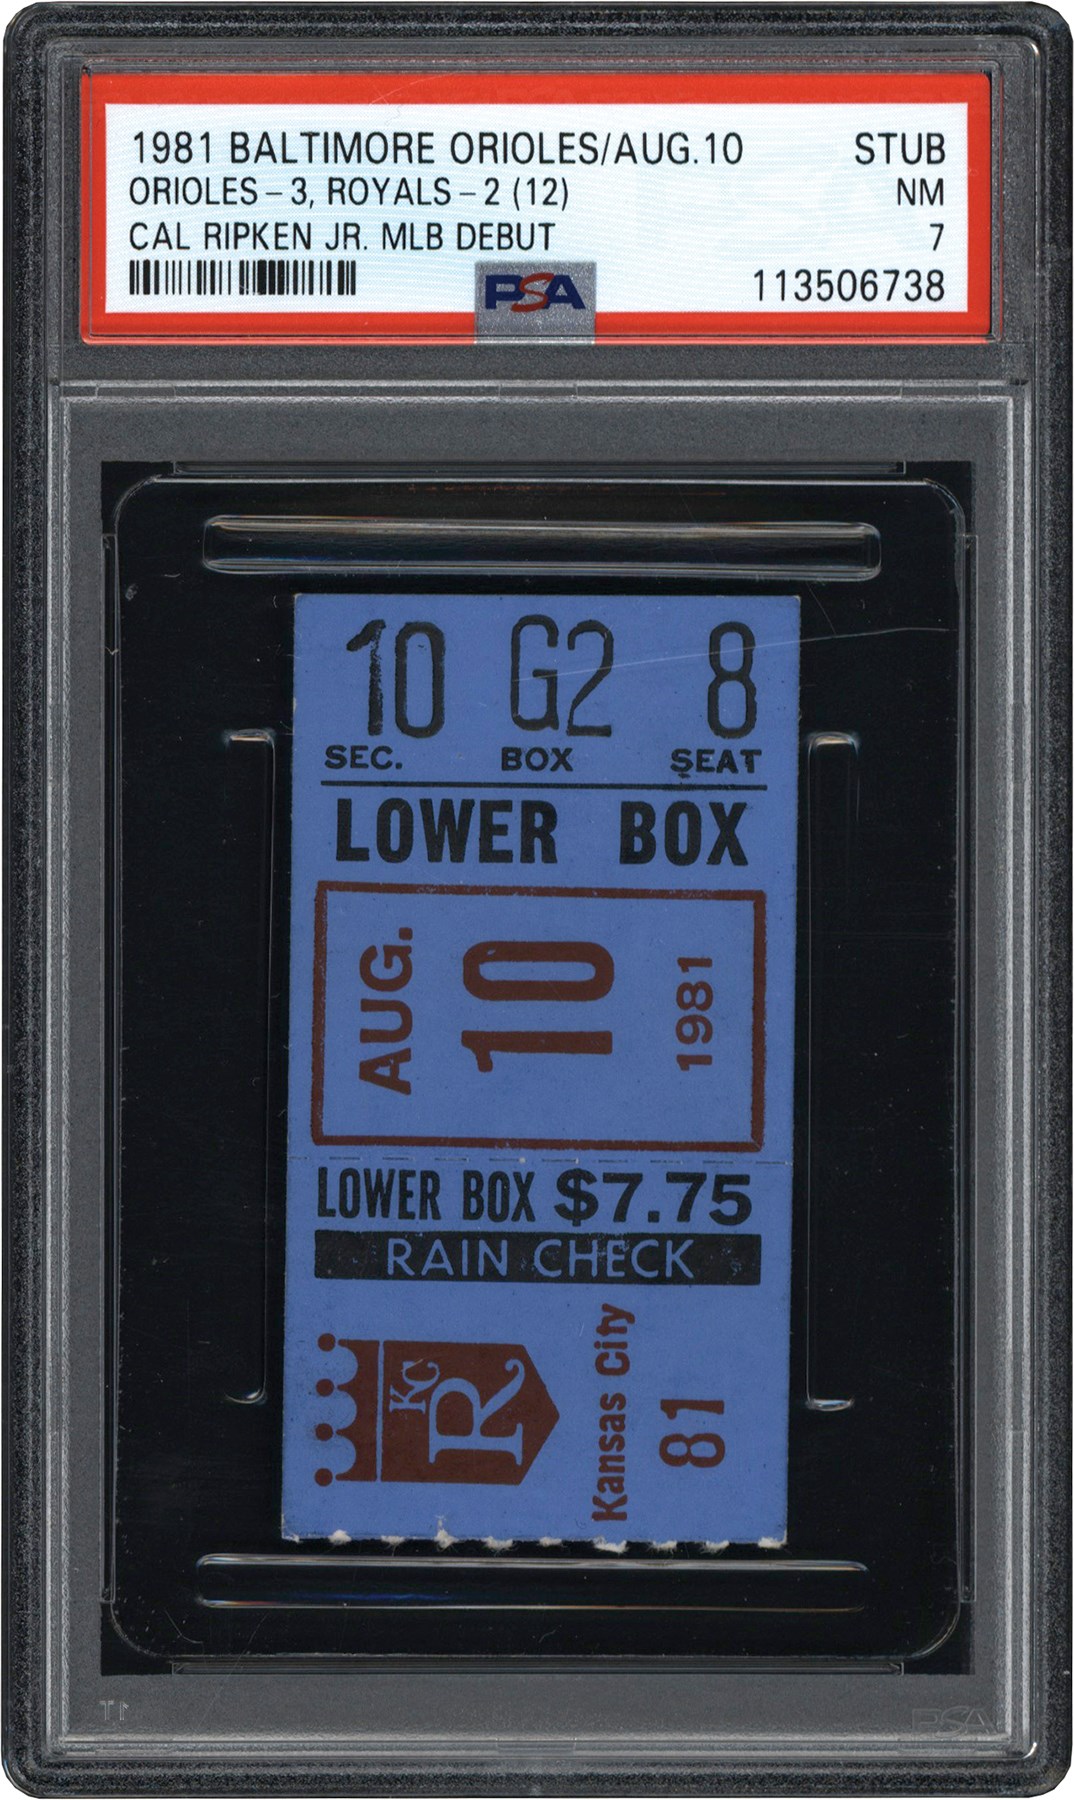 1981 BALTIMORE ORIOLES/AUG.10 STUB
ORIOLES-3, ROYALS-2 (12) NM
CAL RIPKEN JR. MLB DEBUT 7
PSA 113506738
10 G2 8
SEC. BOX SEAT
LOWER BOX
AUG.
10
1981
LOWER BOX $7.75
RAIN CHECK
KC
R
Kansas City
81
PSA